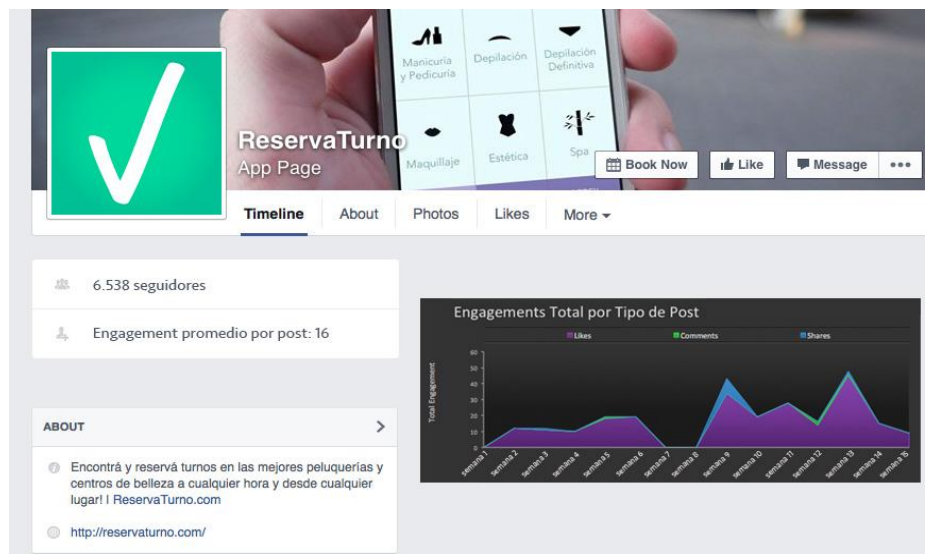 Manicuria
y Pedicuría
Depilación
Depilación
Definitiva
Maquillaje
Estética
Spa
ReservaTurno
App Page
Book Now
Like
Message
Timeline
About
Photos
Likes
More
6.538 seguidores
Engagement promedio por post: 16
Engagements Total por Tipo de Post
Likes
Comments
Shares
Total Engagement
60
50
40
30
20
10
0
semana 1
semana 2
semana 3
semana 4
semana 5
semana 6
semana 7
semana 8
semana 9
semana 10
semana 11
semana 12
semana 13
semana 14
semana 15
ABOUT
Encontrá y reservá turnos en las mejores peluquerías y
centros de belleza a cualquier hora y desde cualquier
lugar! l ReservaTurno.com
http://reservaturno.com/